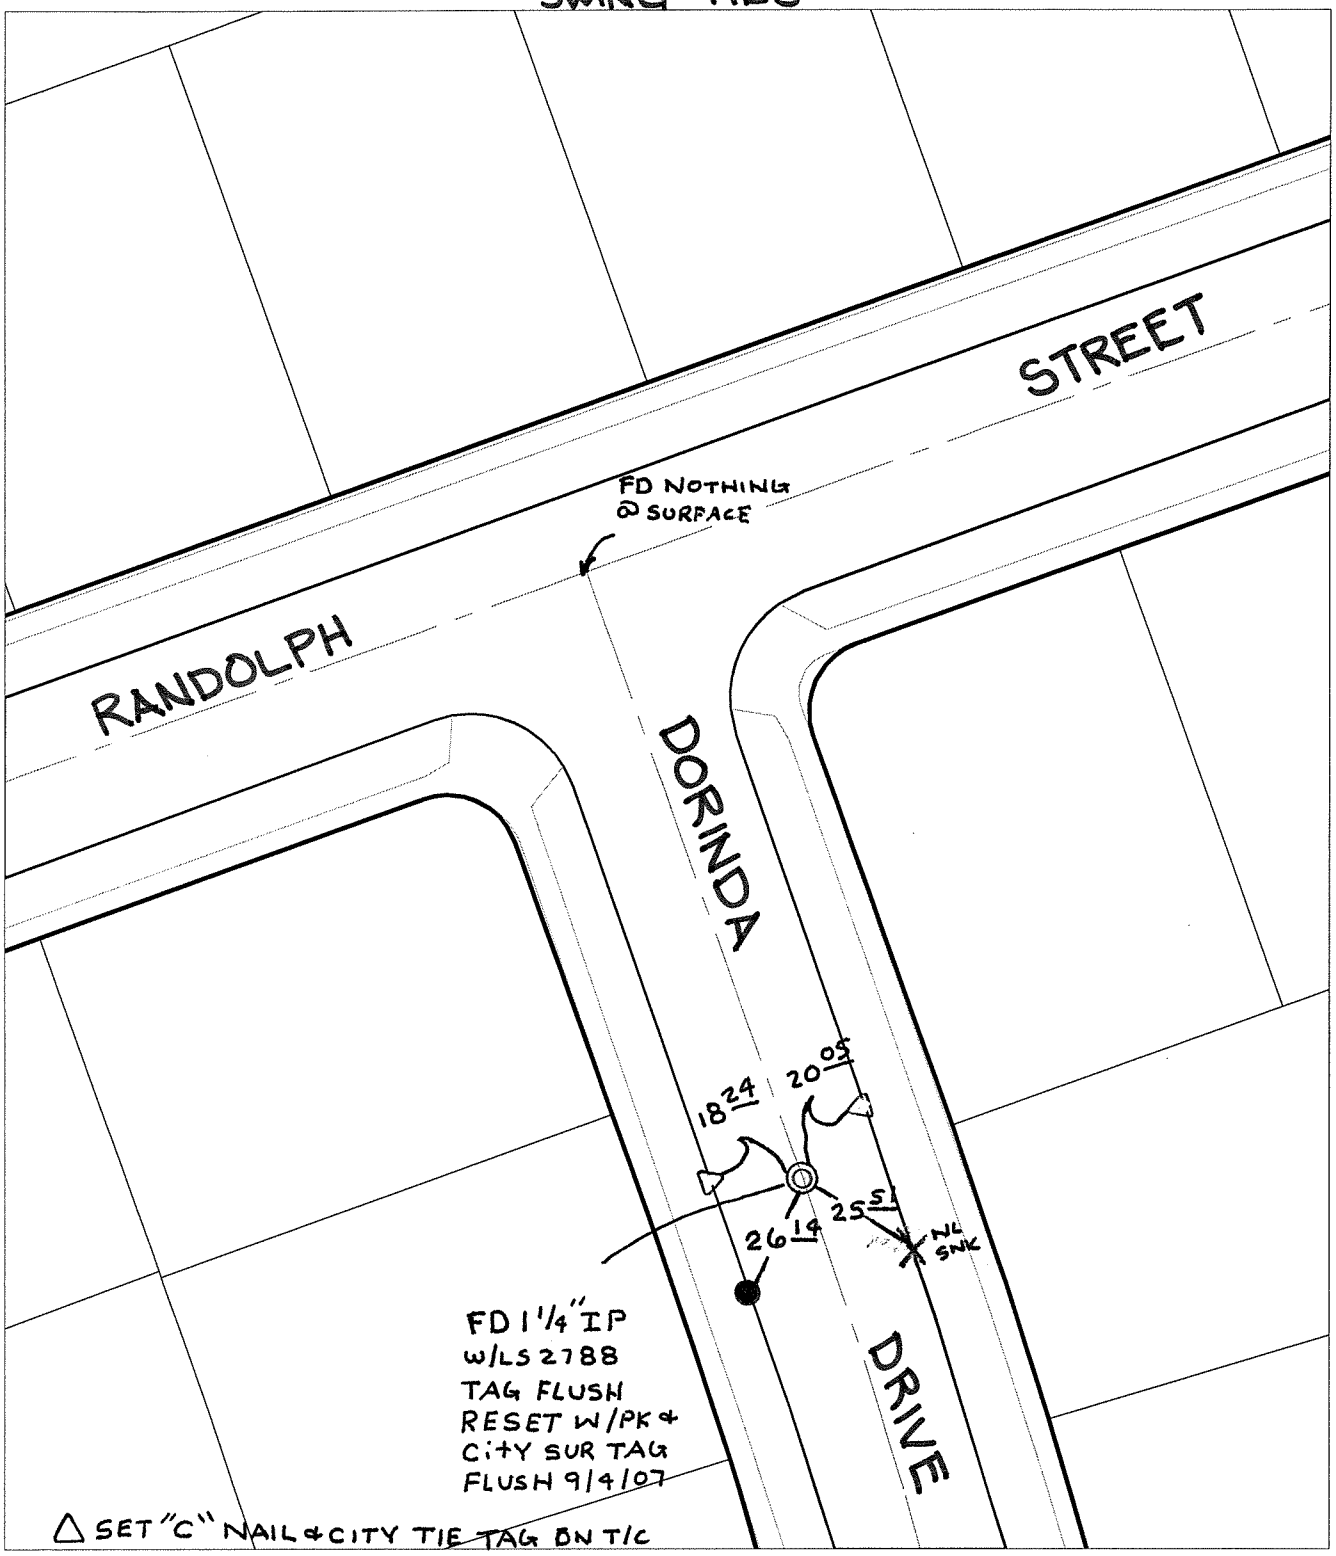 SWING TIES
STREET
FD NOTHING
@ SURFACE
RANDOLPH
DORINDA
20 05
18 24
25 51
26 14
NL
SNK
FD 1 1/4" IP
W/LS 2788
TAG FLUSH
RESET W/PK &
CiTY SUR TAG
FLUSH 9/4/07
DRIVE
△ SET "C" NAIL & CITY TIE TAG ON T/C